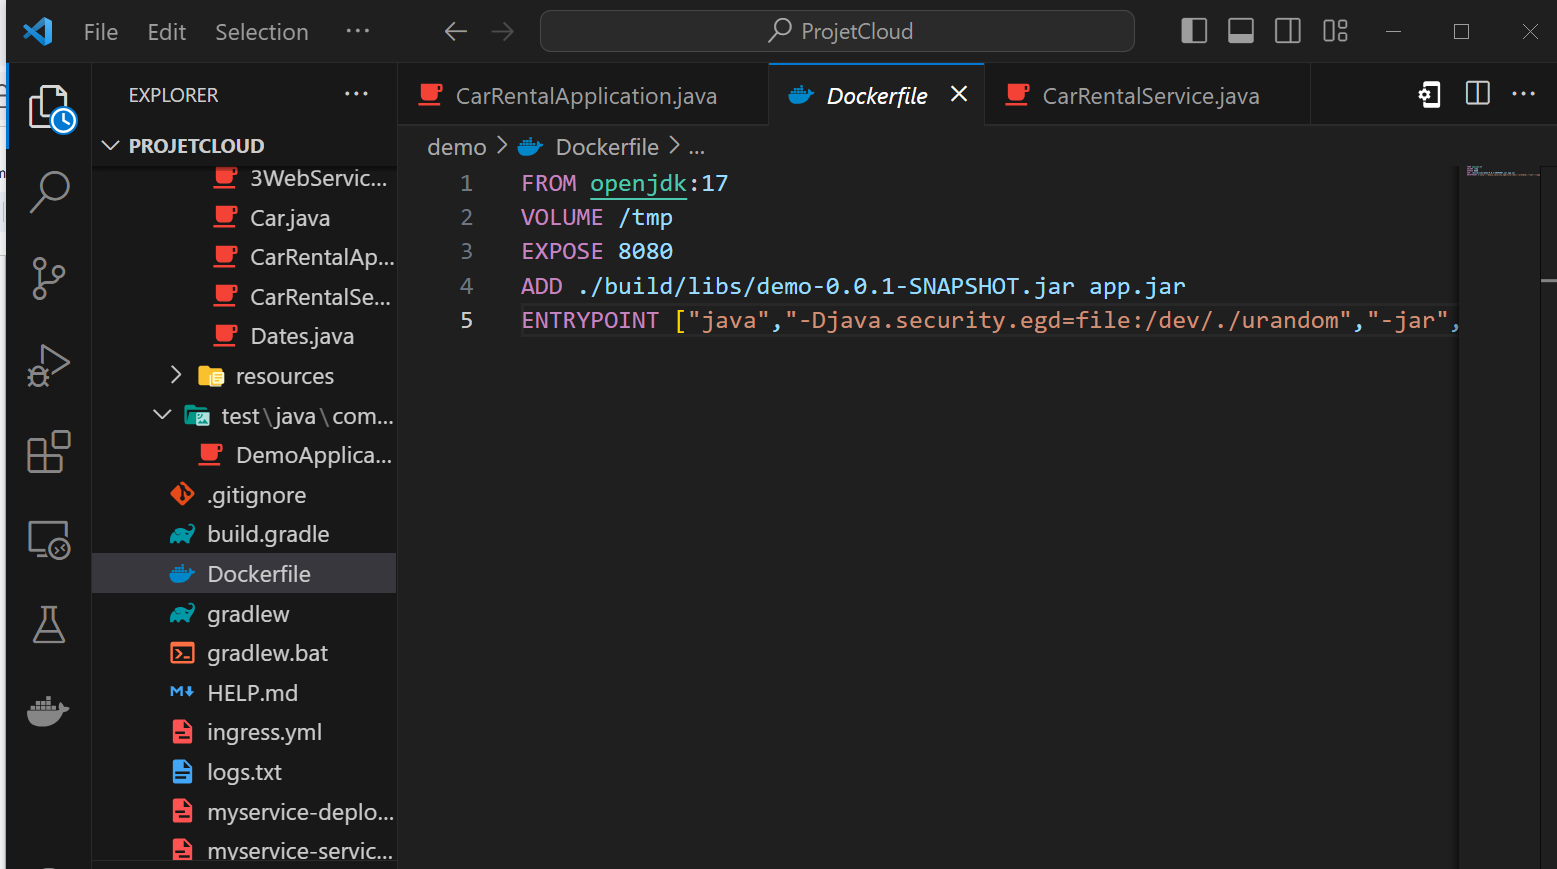 File Edit Selection ··· ProjetCloud
EXPLORER ···
PROJETCLOUD
3WebServic...
Car.java
CarRentalAp...
CarRentalSe...
Dates.java
resources
test\java\com...
DemoApplica...
.gitignore
build.gradle
Dockerfile
gradlew
gradlew.bat
HELP.md
ingress.yml
logs.txt
myservice-deplo...
myservice-servic...
CarRentalApplication.java Dockerfile CarRentalService.java
demo > Dockerfile > ...
1 FROM openjdk:17
2 VOLUME /tmp
3 EXPOSE 8080
4 ADD ./build/libs/demo-0.0.1-SNAPSHOT.jar app.jar
5 ENTRYPOINT ["java","-Djava.security.egd=file:/dev/./urandom","-jar",